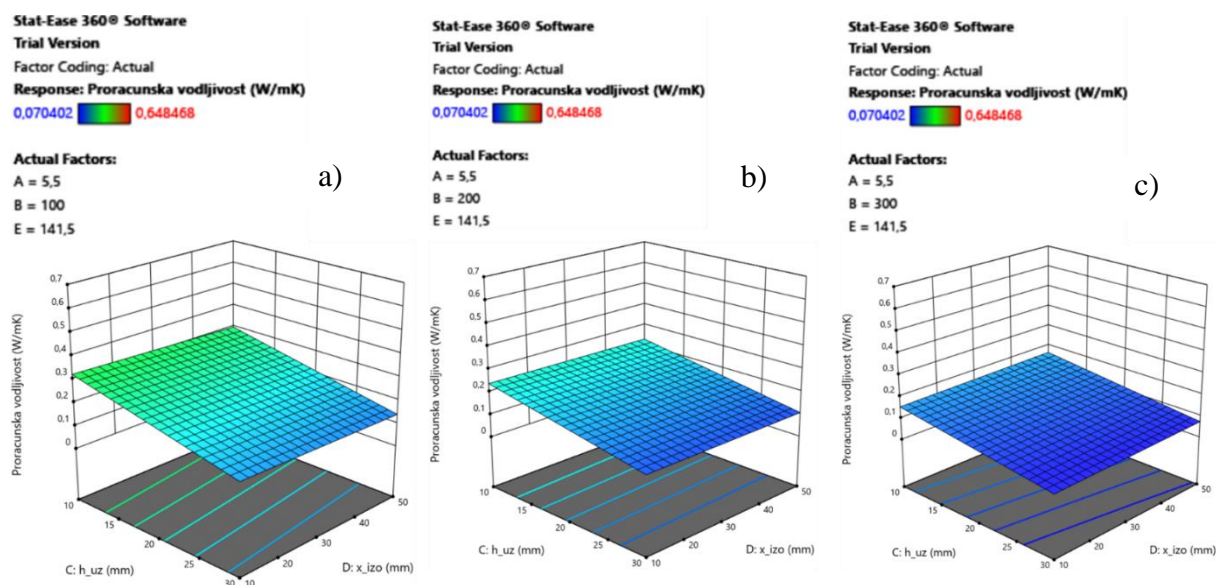 Stat-Ease 360® Software
Trial Version
Factor Coding: Actual
Response: Proracunska vodljivost (W/mK)
0,070402 0,648468
Actual Factors:
A = 5,5
B = 100
E = 141,5
a)
0.7
0.6
0.5
0.4
0.3
0.2
0.1
0
Proracunska vodljivost (W/mK)
10
15
20
25
30
C: h_uz (mm)
10
20
30
40
50
D: x_izo (mm)
Stat-Ease 360® Software
Trial Version
Factor Coding: Actual
Response: Proracunska vodljivost (W/mK)
0,070402 0,648468
Actual Factors:
A = 5,5
B = 200
E = 141,5
b)
0.7
0.6
0.5
0.4
0.3
0.2
0.1
0
Proracunska vodljivost (W/mK)
10
15
20
25
30
C: h_uz (mm)
10
20
30
40
50
D: x_izo (mm)
Stat-Ease 360® Software
Trial Version
Factor Coding: Actual
Response: Proracunska vodljivost (W/mK)
0,070402 0,648468
Actual Factors:
A = 5,5
B = 300
E = 141,5
c)
0.7
0.6
0.5
0.4
0.3
0.2
0.1
0
Proracunska vodljivost (W/mK)
10
15
20
25
30
C: h_uz (mm)
10
20
30
40
50
D: x_izo (mm)